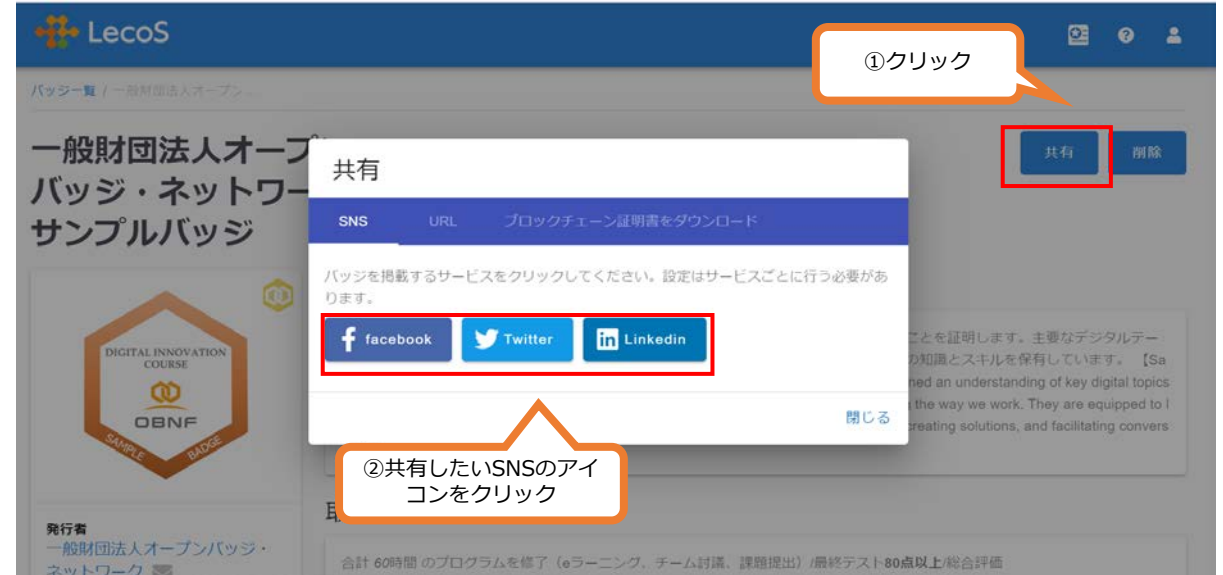 LecoS
①クリック
バッジ一覧 / 一般財団法人オープン...
共有
削除
一般財団法人オープ
バッジ・ネットワー
サンプルバッジ
共有
SNS
URL
ブロックチェーン証明書をダウンロード
バッジを掲載するサービスをクリックしてください。設定はサービスごとに行う必要があ
ります。
facebook
Twitter
Linkedin
閉じる
②共有したいSNSのアイ
コンをクリック
DIGITAL INNOVATION
COURSE
OBNF
SAMPLE BADGE
ことを証明します。主要なデジタルテー
の知識とスキルを保有しています。 【Sa
ned an understanding of key digital topics
the way we work. They are equipped to l
creating solutions, and facilitating convers
発行者
一般財団法人オープンバッジ・
ネットワーク
合計 60時間 のプログラムを修了（eラーニング、チーム討議、課題提出）/最終テスト80点以上/総合評価